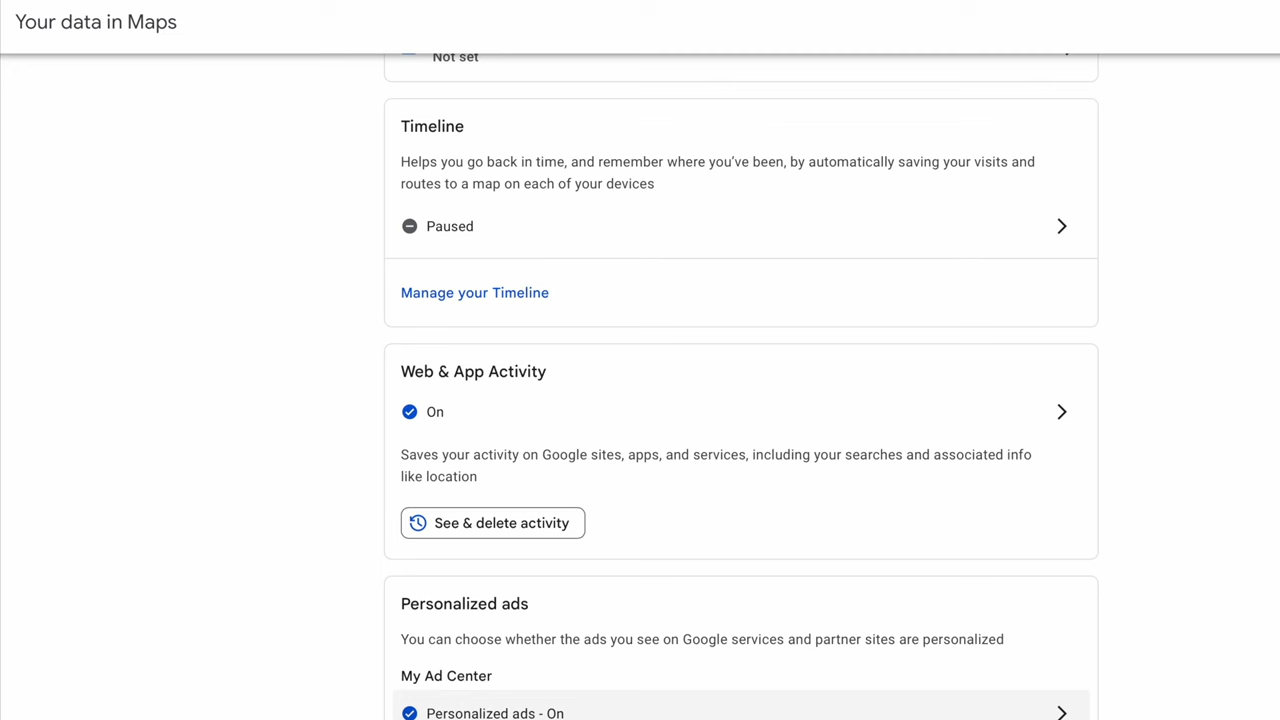 Your data in Maps
Not set
Timeline
Helps you go back in time, and remember where you’ve been, by automatically saving your visits and
routes to a map on each of your devices
Paused
Manage your Timeline
Web & App Activity
On
Saves your activity on Google sites, apps, and services, including your searches and associated info
like location
See & delete activity
Personalized ads
You can choose whether the ads you see on Google services and partner sites are personalized
My Ad Center
Personalized ads - On